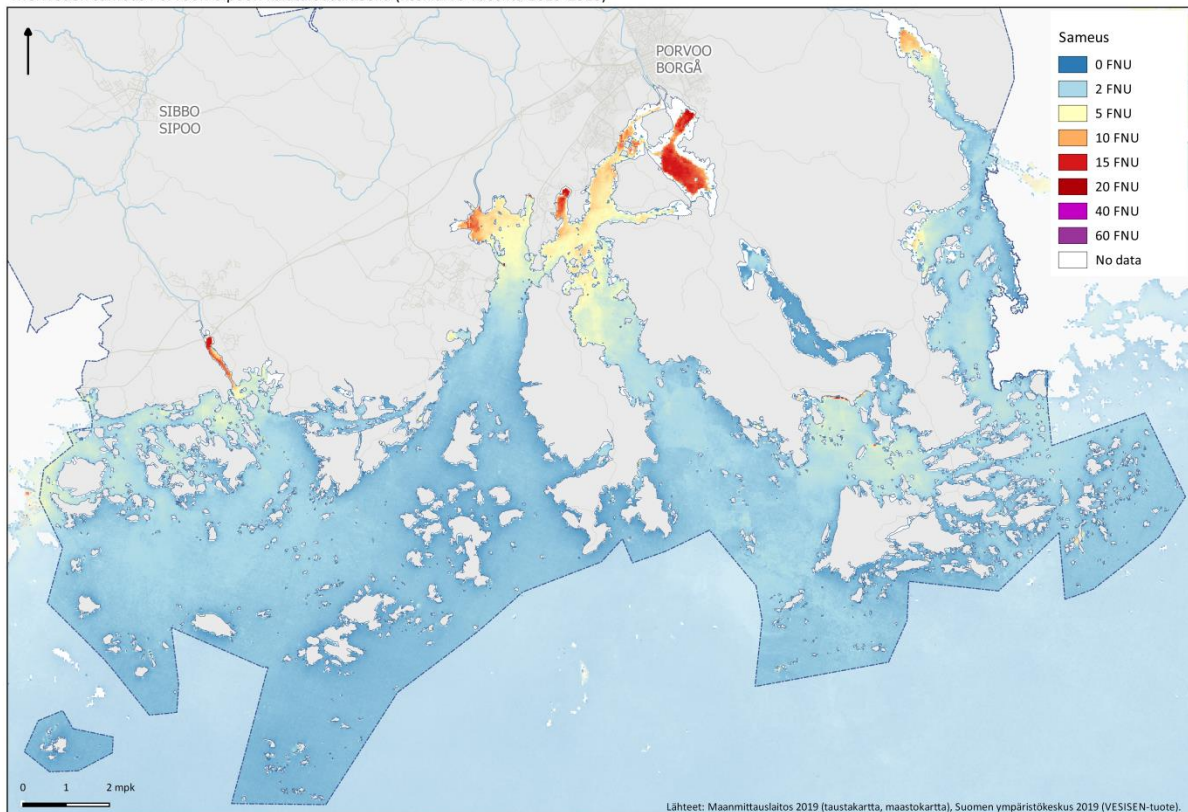 PORVOO
BORGÅ
SIBBO
SIPOO
Sameus
0 FNU
2 FNU
5 FNU
10 FNU
15 FNU
20 FNU
40 FNU
60 FNU
No data
0 1 2 mpk
Lähteet: Maanmittauslaitos 2019 (taustakartta, maastokartta), Suomen ympäristökeskus 2019 (VESISEN-tuote).